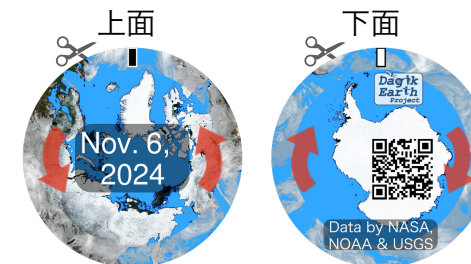 上面
下面
Nov. 6,
2024
Dagik
Earth
Project
Data by NASA,
NOAA & USGS